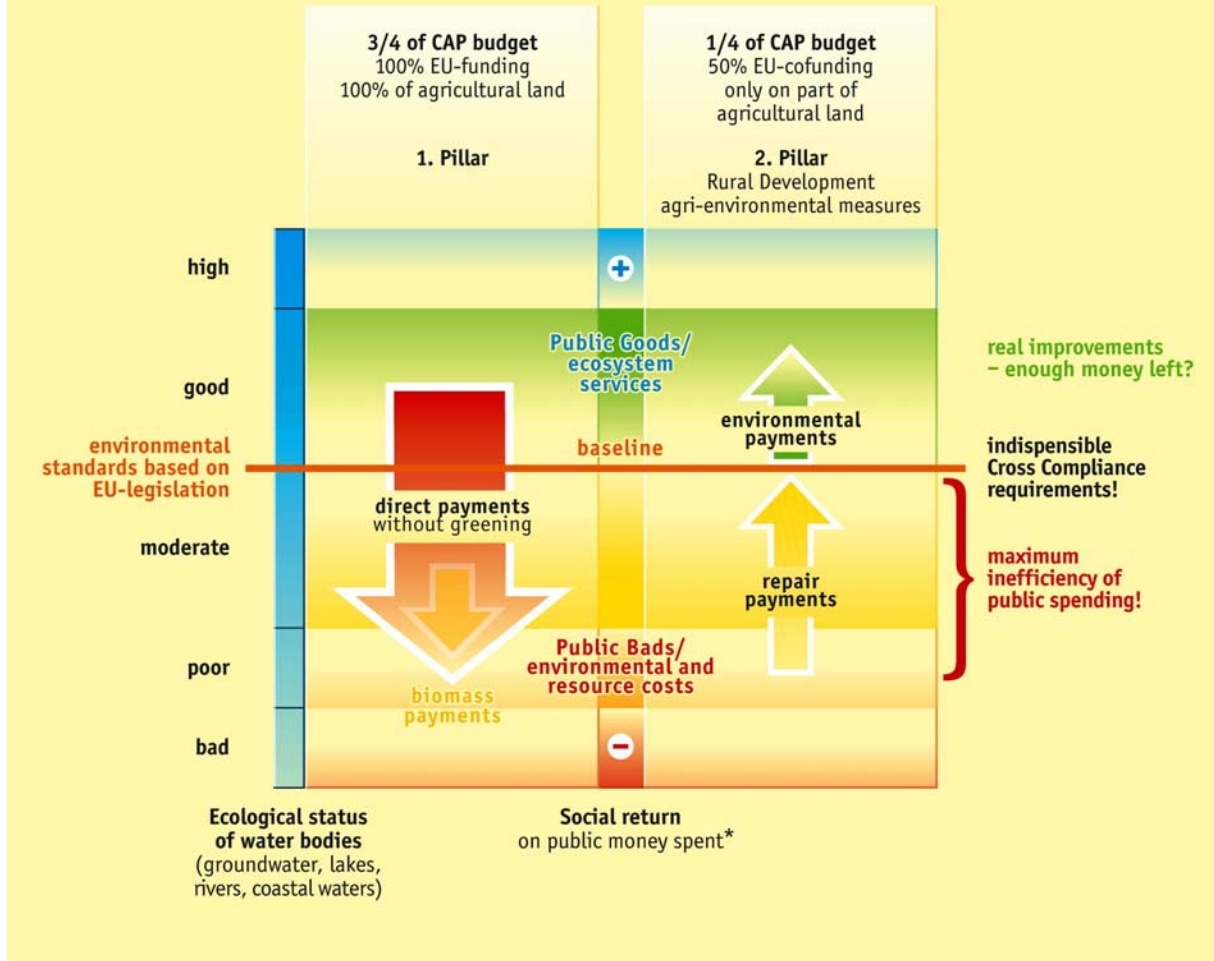 3/4 of CAP budget
100% EU-funding
100% of agricultural land
1. Pillar
1/4 of CAP budget
50% EU-cofunding
only on part of
agricultural land
2. Pillar
Rural Development
agri-environmental measures
high
good
environmental
standards based on
EU-legislation
moderate
poor
bad
+
Public Goods/
ecosystem
services
baseline
direct payments
without greening
biomass
payments
Public Bads/
environmental and
resource costs
−
environmental
payments
repair
payments
real improvements
– enough money left?
indispensible
Cross Compliance
requirements!
maximum
inefficiency of
public spending!
Ecological status
of water bodies
(groundwater, lakes,
rivers, coastal waters)
Social return
on public money spent*